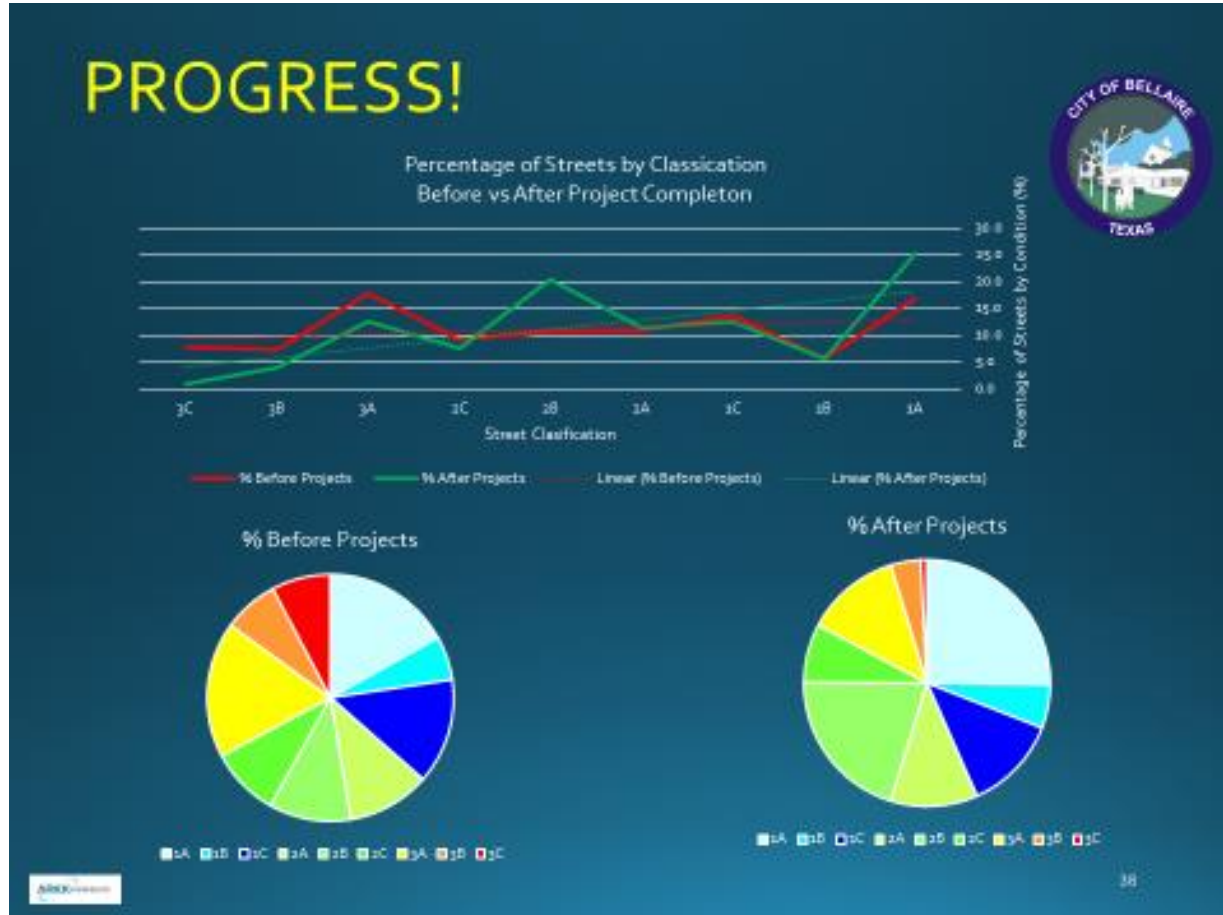 PROGRESS!
CITY OF BELLAIRE
TEXAS
Percentage of Streets by Classication
Before vs After Project Completon
30.0
25.0
20.0
15.0
10.0
5.0
0.0
Percentage of Streets by Condition (%)
3C 3B 3A 2C 2B 2A 1C 1B 1A
Street Clasification
% Before Projects % After Projects Linear (% Before Projects) Linear (% After Projects)
% Before Projects
% After Projects
1A 1B 1C 2A 2B 2C 3A 3B 3C
1A 1B 1C 2A 2B 2C 3A 3B 3C
38